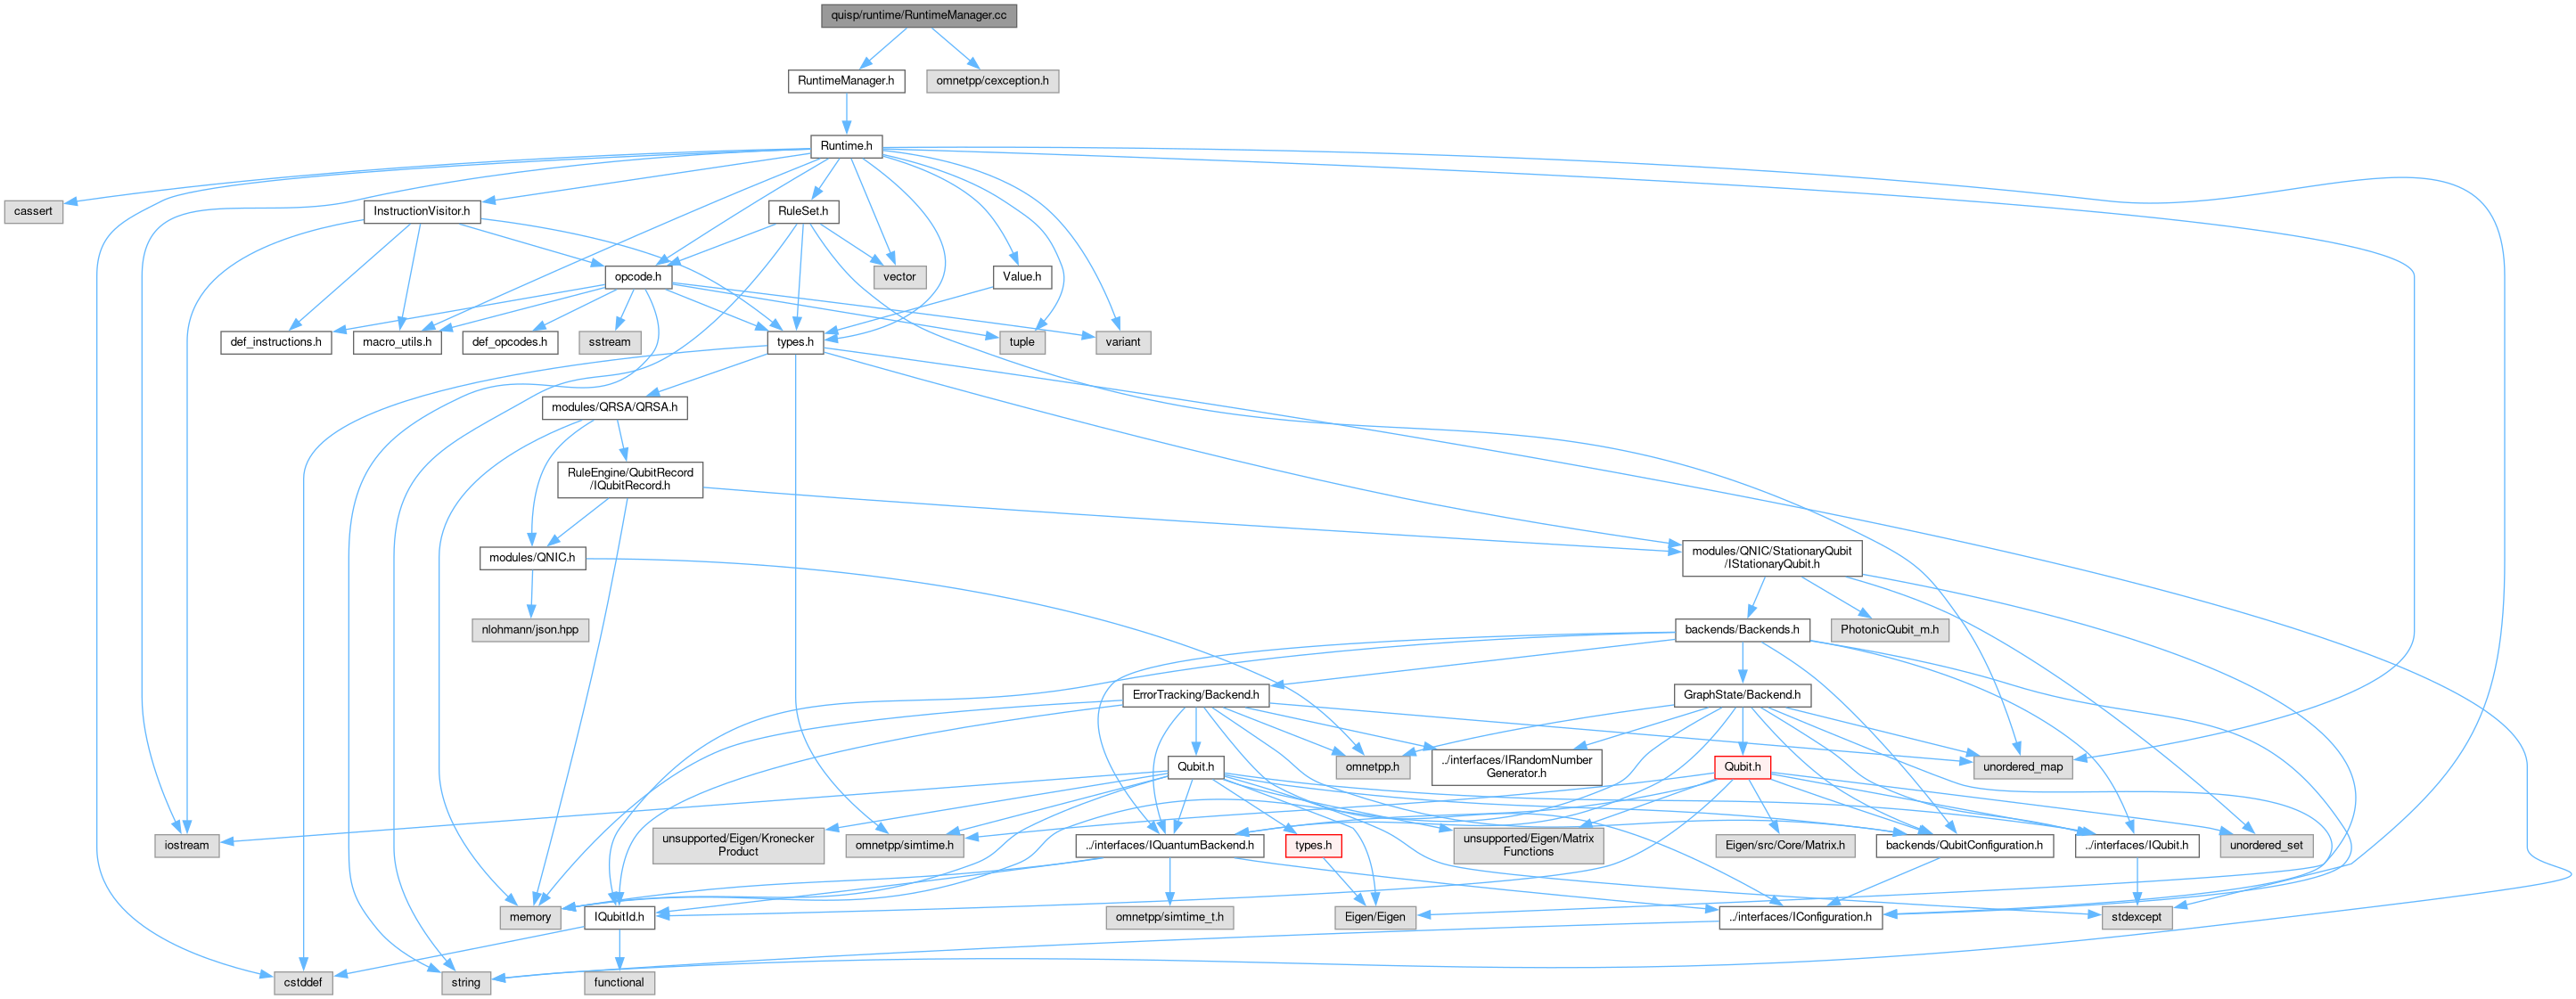 quisp/runtime/RuntimeManager.cc
RuntimeManager.h
omnetpp/cexception.h
Runtime.h
cassert
InstructionVisitor.h
RuleSet.h
opcode.h
vector
Value.h
def_instructions.h
macro_utils.h
def_opcodes.h
sstream
types.h
tuple
variant
modules/QRSA/QRSA.h
RuleEngine/QubitRecord
/IQubitRecord.h
modules/QNIC.h
modules/QNIC/StationaryQubit
/IStationaryQubit.h
nlohmann/json.hpp
backends/Backends.h
PhotonicQubit_m.h
ErrorTracking/Backend.h
GraphState/Backend.h
Qubit.h
omnetpp.h
../interfaces/IRandomNumber
Generator.h
Qubit.h
unordered_map
iostream
unsupported/Eigen/Kronecker
Product
omnetpp/simtime.h
../interfaces/IQuantumBackend.h
types.h
unsupported/Eigen/Matrix
Functions
Eigen/src/Core/Matrix.h
backends/QubitConfiguration.h
../interfaces/IQubit.h
unordered_set
memory
IQubitId.h
omnetpp/simtime_t.h
Eigen/Eigen
../interfaces/IConfiguration.h
stdexcept
cstddef
string
functional